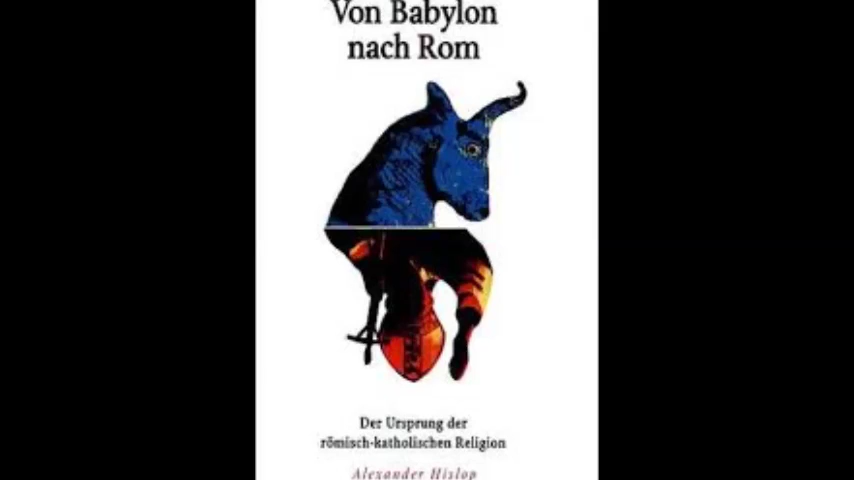 Von Babylon
nach Rom
Der Ursprung der
römisch-katholischen Religion
Alexander Hislop